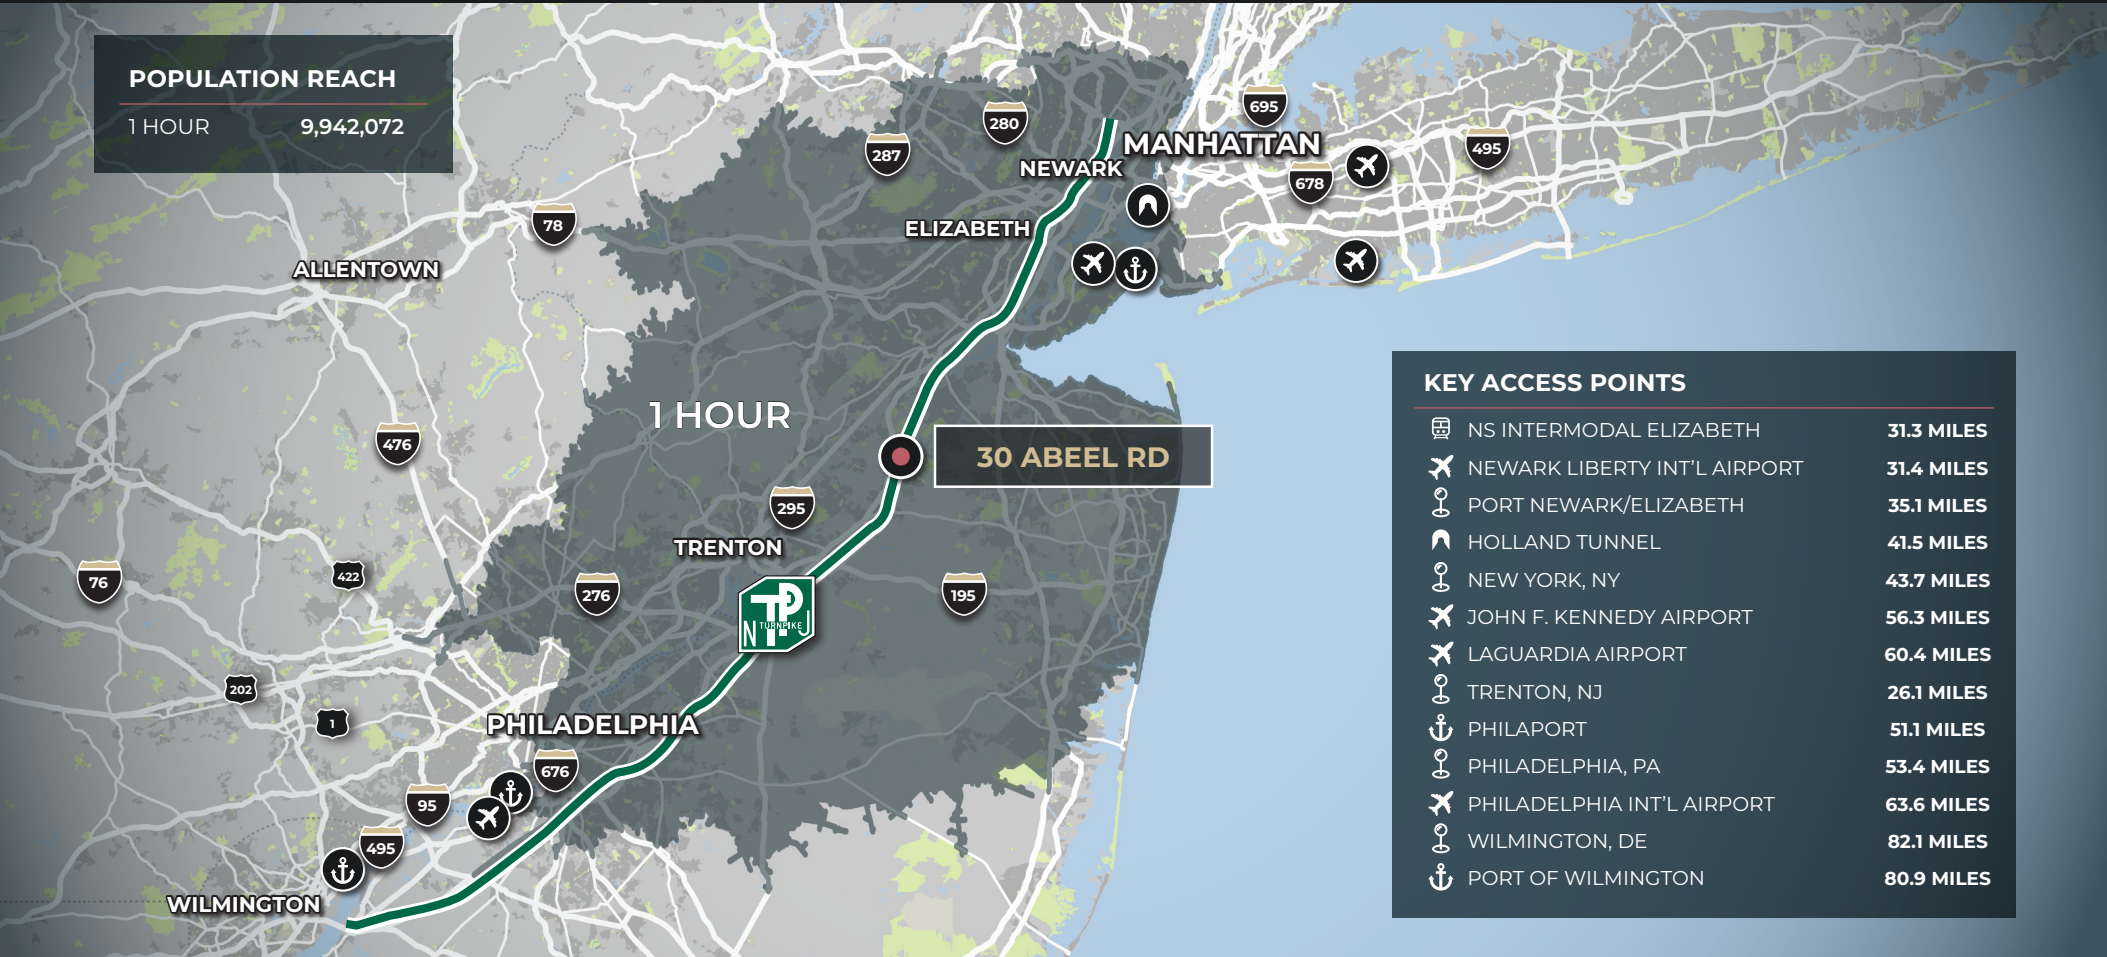 POPULATION REACH
1 HOUR 9,942,072
695
280
MANHATTAN
287
NEWARK
495
678
78
ELIZABETH
ALLENTOWN
1 HOUR
476
30 ABEEL RD
295
TRENTON
422
76
276
195
NJ TP TURNPIKE
202
1
PHILADELPHIA
676
95
495
WILMINGTON
KEY ACCESS POINTS
NS INTERMODAL ELIZABETH 31.3 MILES
NEWARK LIBERTY INT'L AIRPORT 31.4 MILES
PORT NEWARK/ELIZABETH 35.1 MILES
HOLLAND TUNNEL 41.5 MILES
NEW YORK, NY 43.7 MILES
JOHN F. KENNEDY AIRPORT 56.3 MILES
LAGUARDIA AIRPORT 60.4 MILES
TRENTON, NJ 26.1 MILES
PHILAPORT 51.1 MILES
PHILADELPHIA, PA 53.4 MILES
PHILADELPHIA INT'L AIRPORT 63.6 MILES
WILMINGTON, DE 82.1 MILES
PORT OF WILMINGTON 80.9 MILES